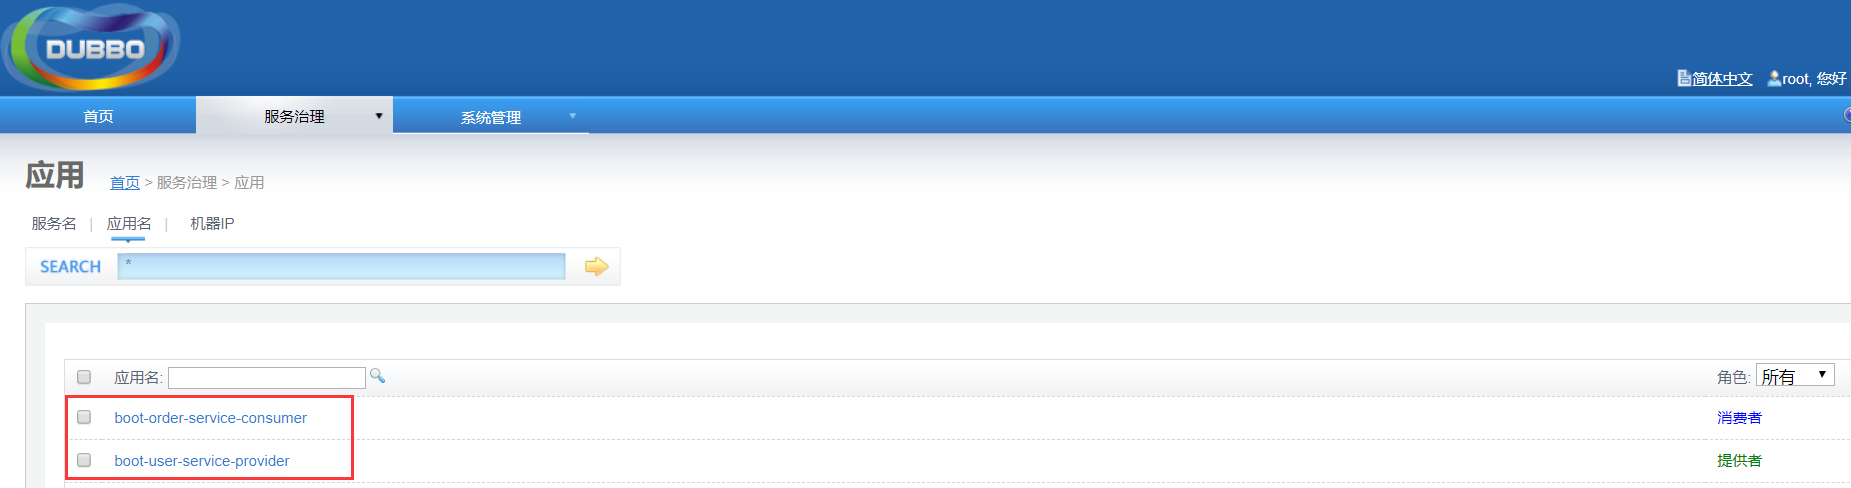 DUBBO
简体中文 root, 您好
首页 服务治理 系统管理
应用 首页 > 服务治理 > 应用
服务名 | 应用名 | 机器IP
SEARCH *
应用名: 角色: 所有
boot-order-service-consumer 消费者
boot-user-service-provider 提供者